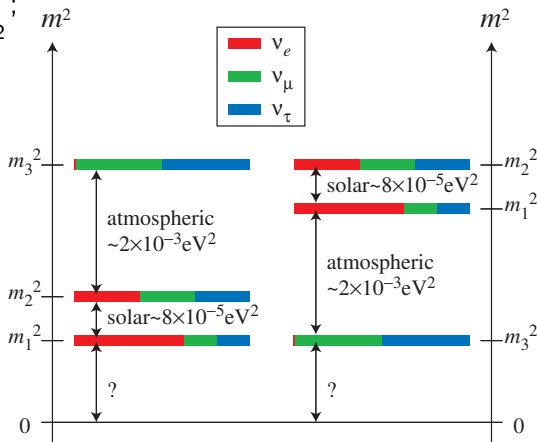 ;
2
m²
m²
νe
νμ
ντ
m₃²
m₂²
solar~8×10⁻⁵eV²
m₁²
atmospheric
~2×10⁻³eV²
atmospheric
~2×10⁻³eV²
m₂²
solar~8×10⁻⁵eV²
m₁²
m₃²
?
?
0
0